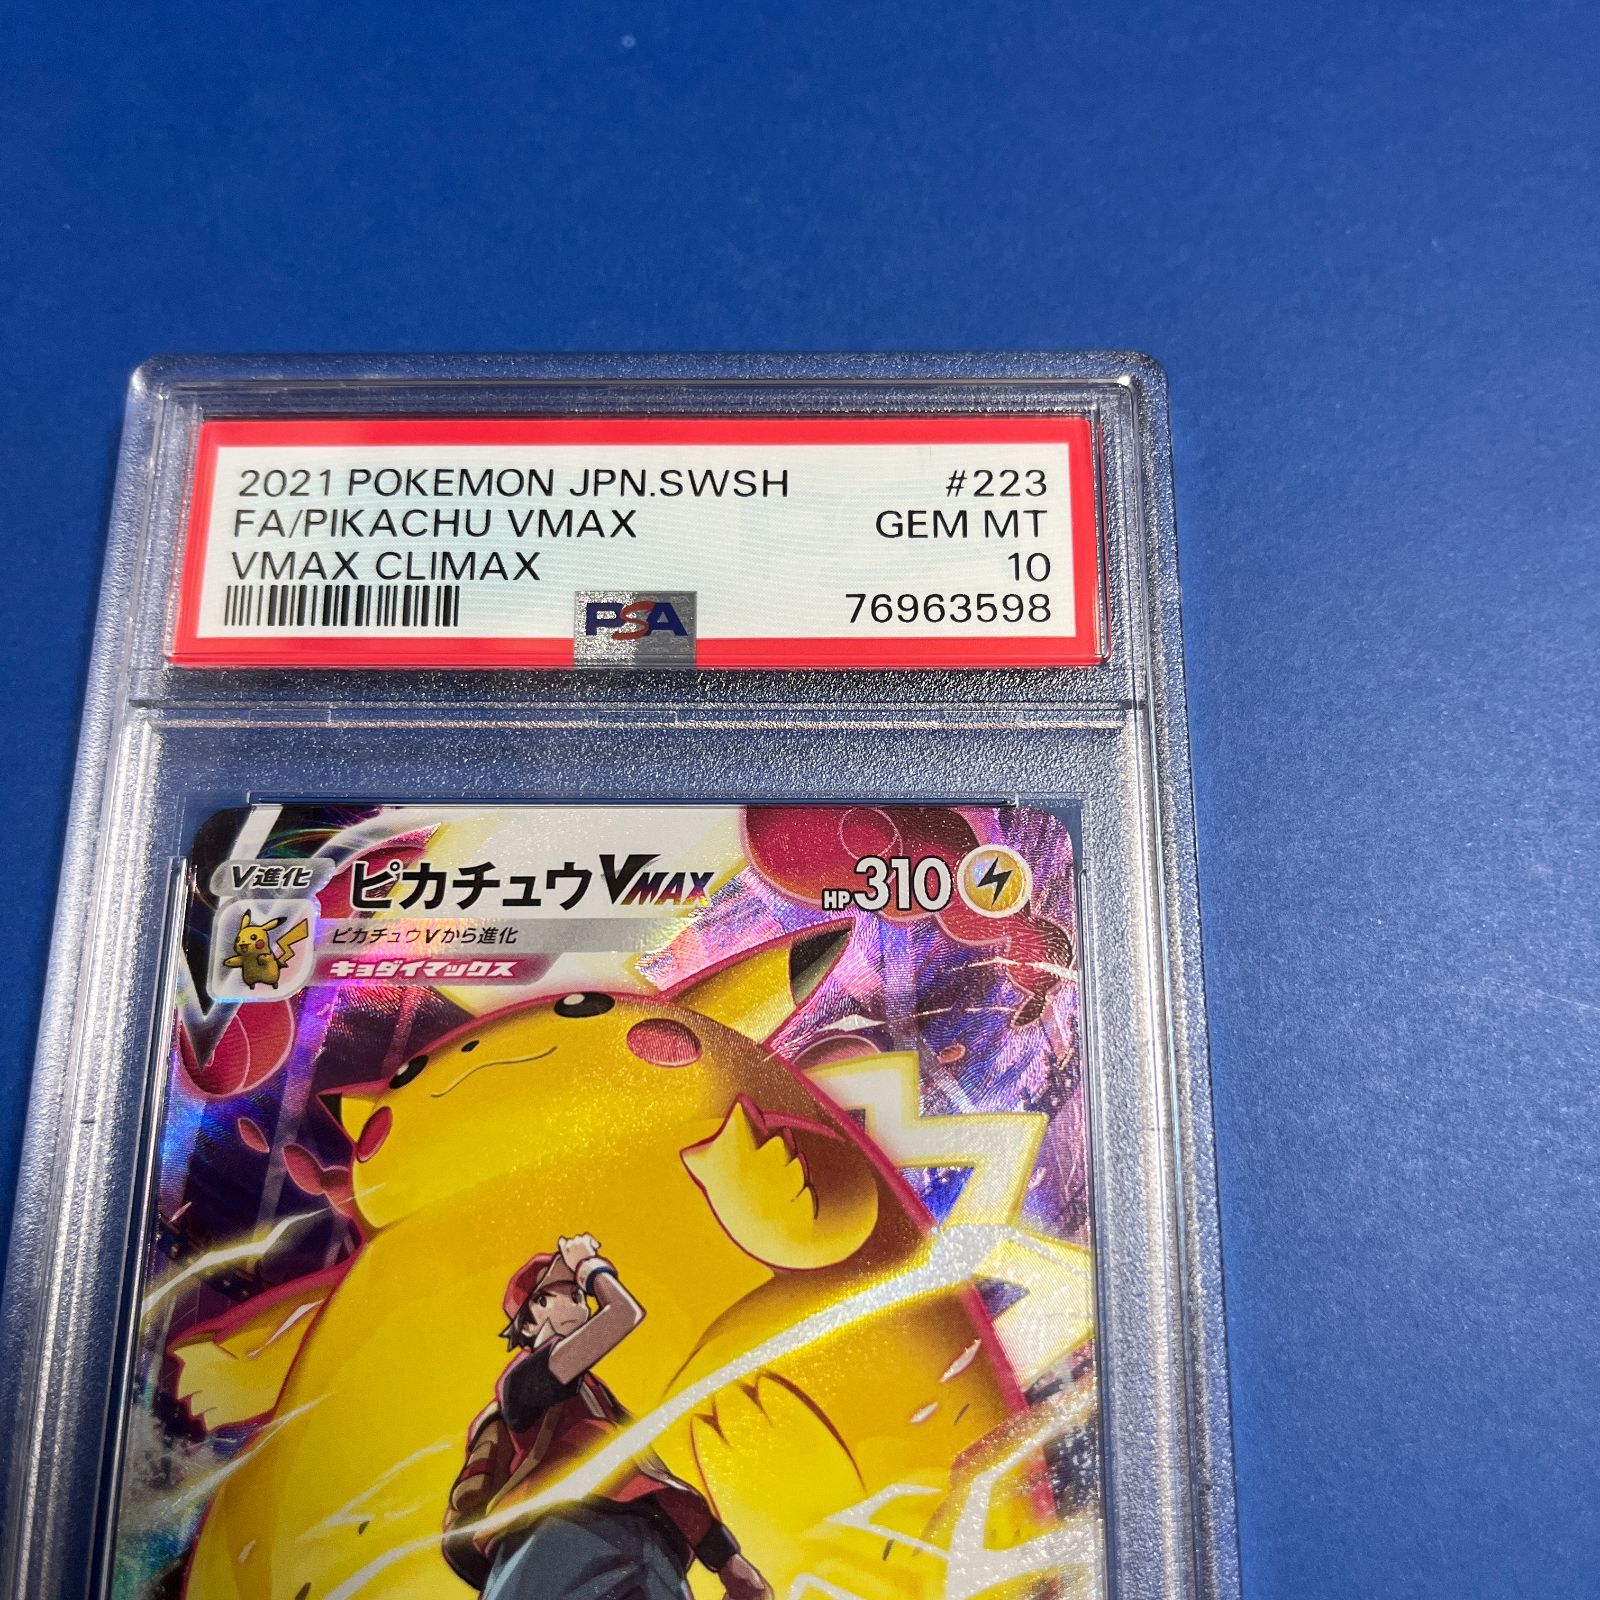 2021 POKEMON JPN.SWSH #223
FA/PIKACHU VMAX GEM MT
VMAX CLIMAX 10
76963598
PSA
V進化 ピカチュウVMAX HP310
ピカチュウVから進化
キョダイマックス